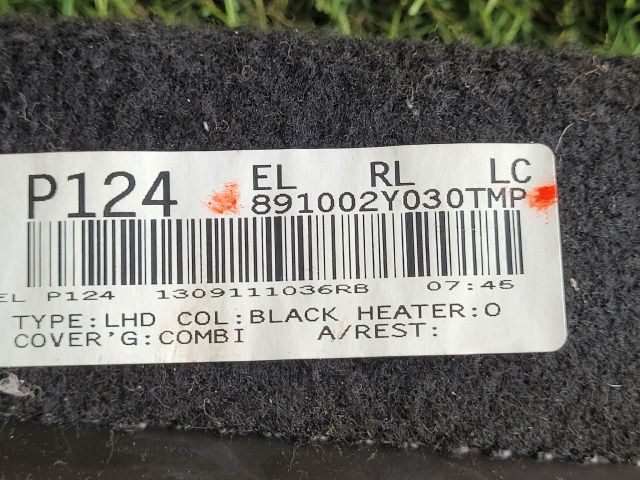 P124 EL RL LC
891002Y030TMP
EL P124 1309111036RB 07:45
TYPE:LHD COL:BLACK HEATER:O
COVER'G:COMBI A/REST: